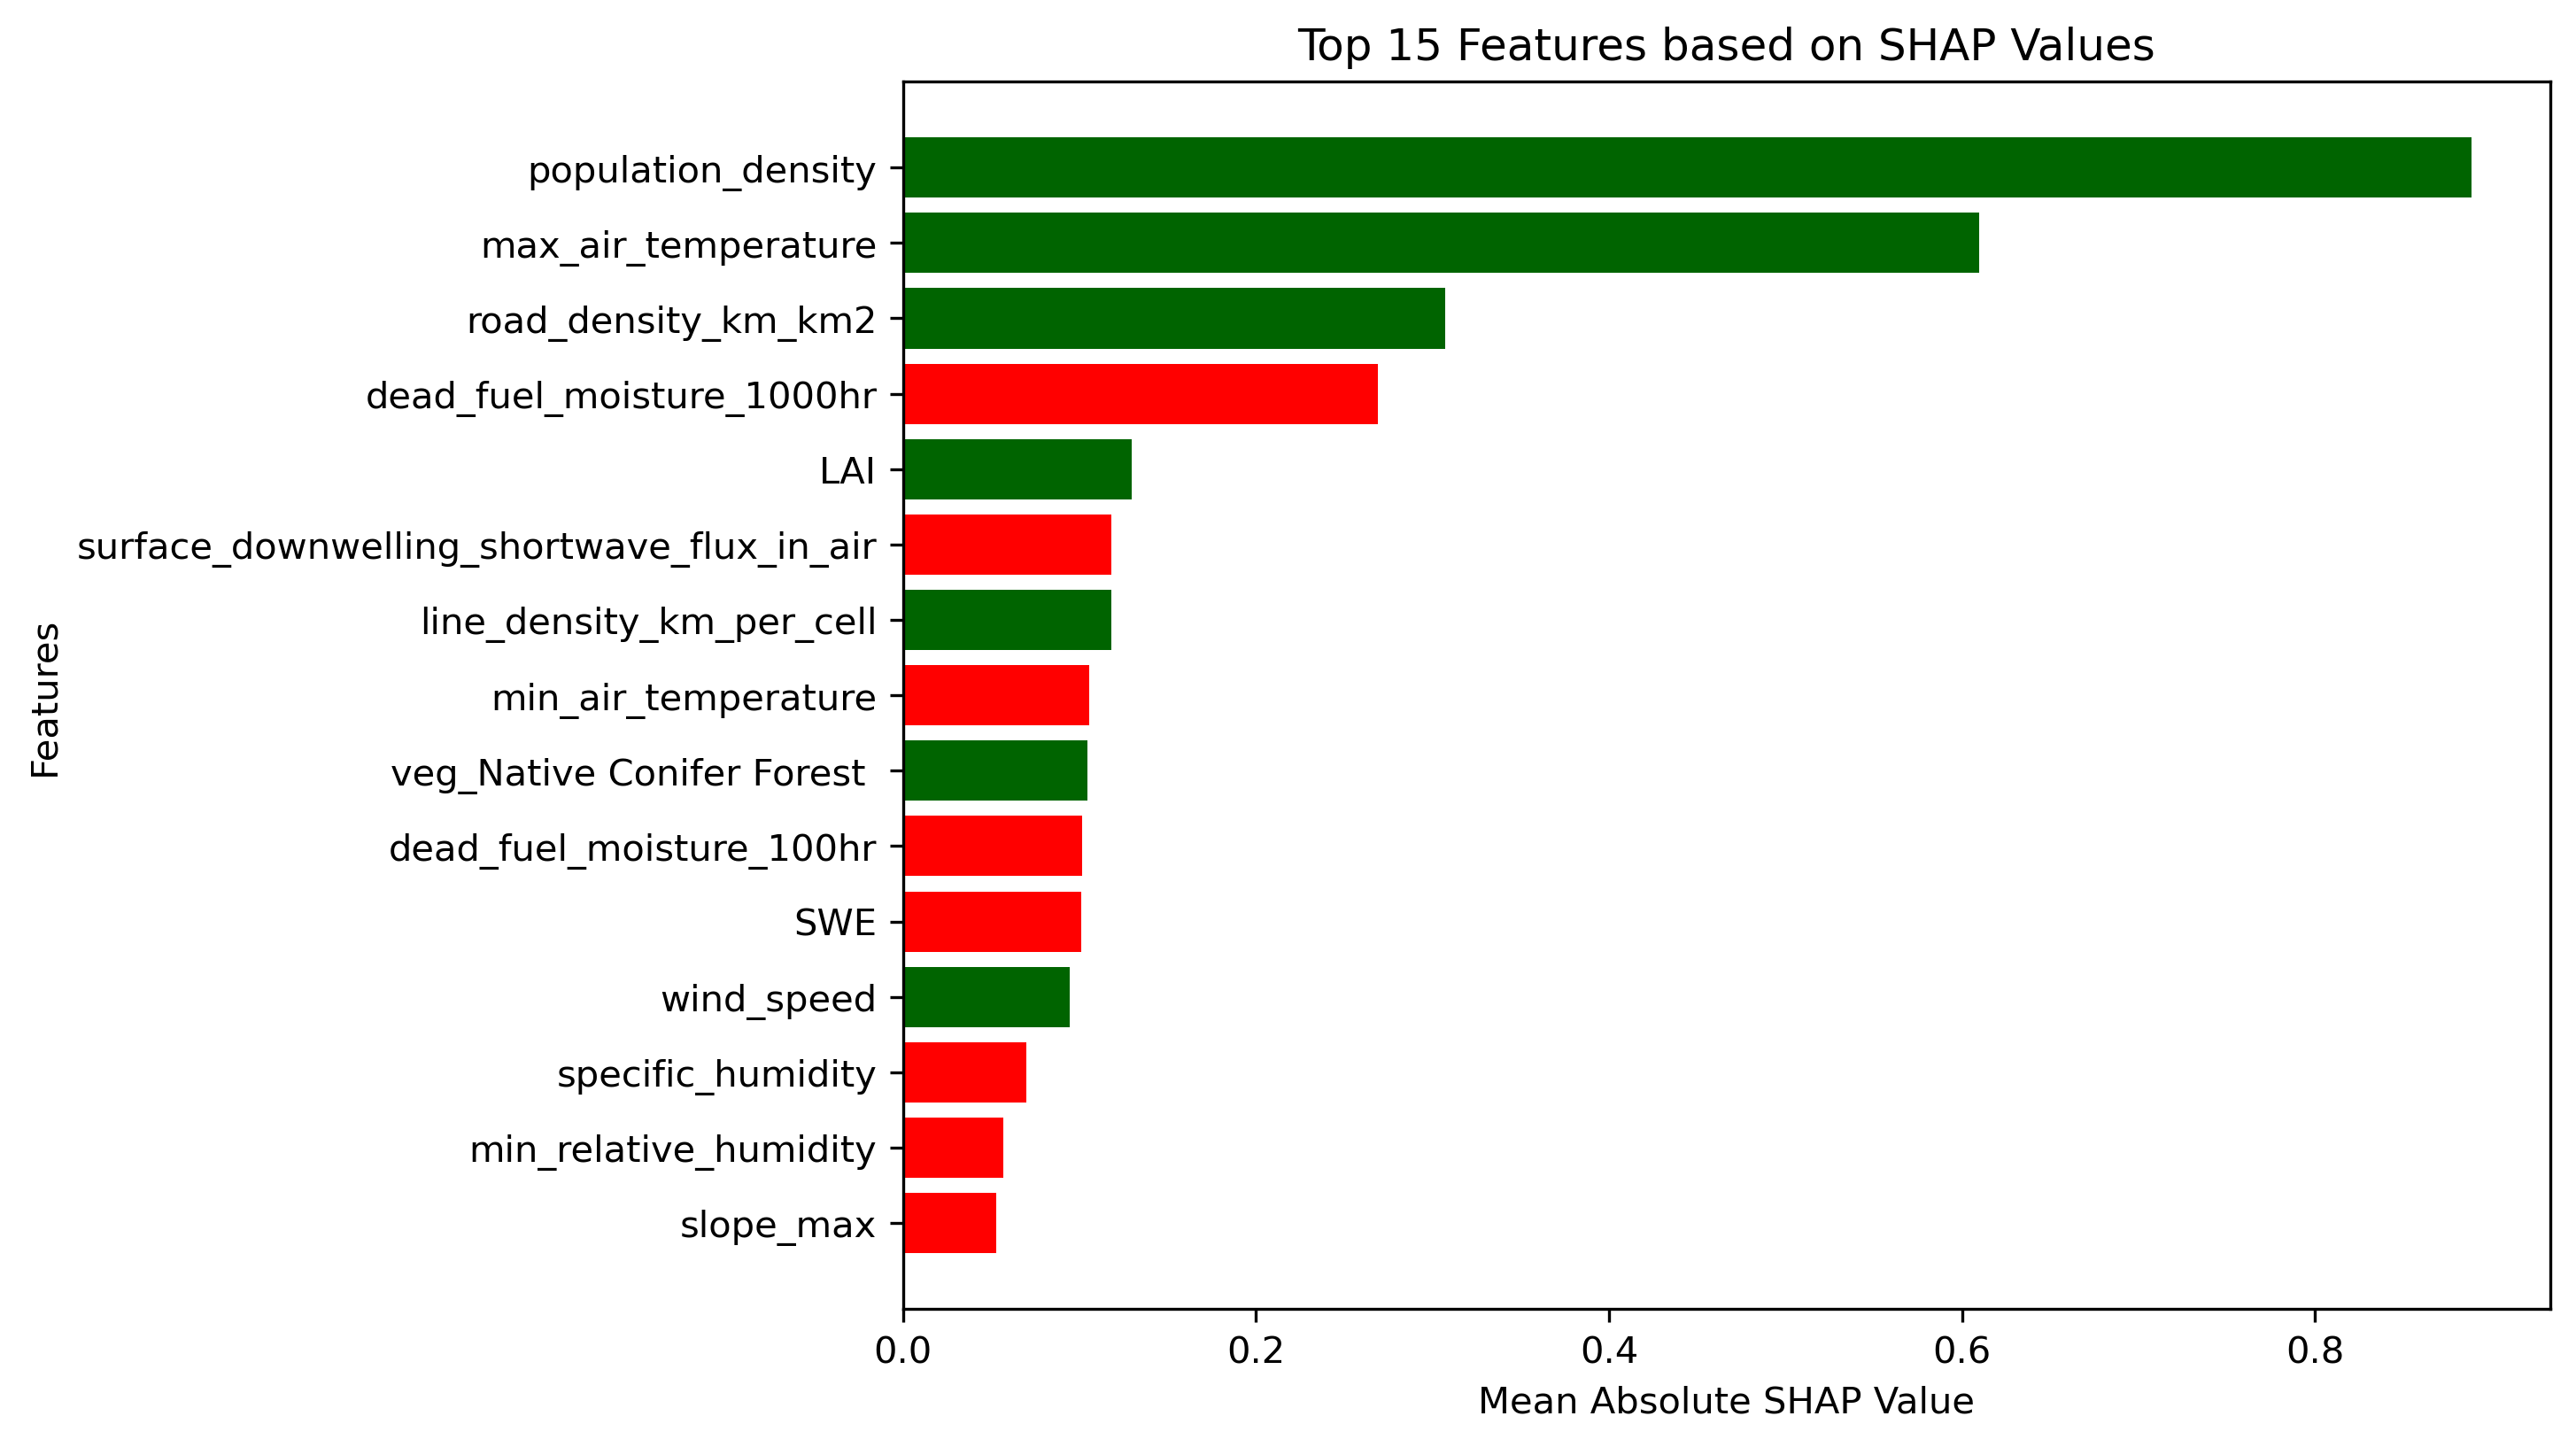 Top 15 Features based on SHAP Values
Features
population_density
max_air_temperature
road_density_km_km2
dead_fuel_moisture_1000hr
LAI
surface_downwelling_shortwave_flux_in_air
line_density_km_per_cell
min_air_temperature
veg_Native Conifer Forest
dead_fuel_moisture_100hr
SWE
wind_speed
specific_humidity
min_relative_humidity
slope_max
0.0 0.2 0.4 0.6 0.8
Mean Absolute SHAP Value